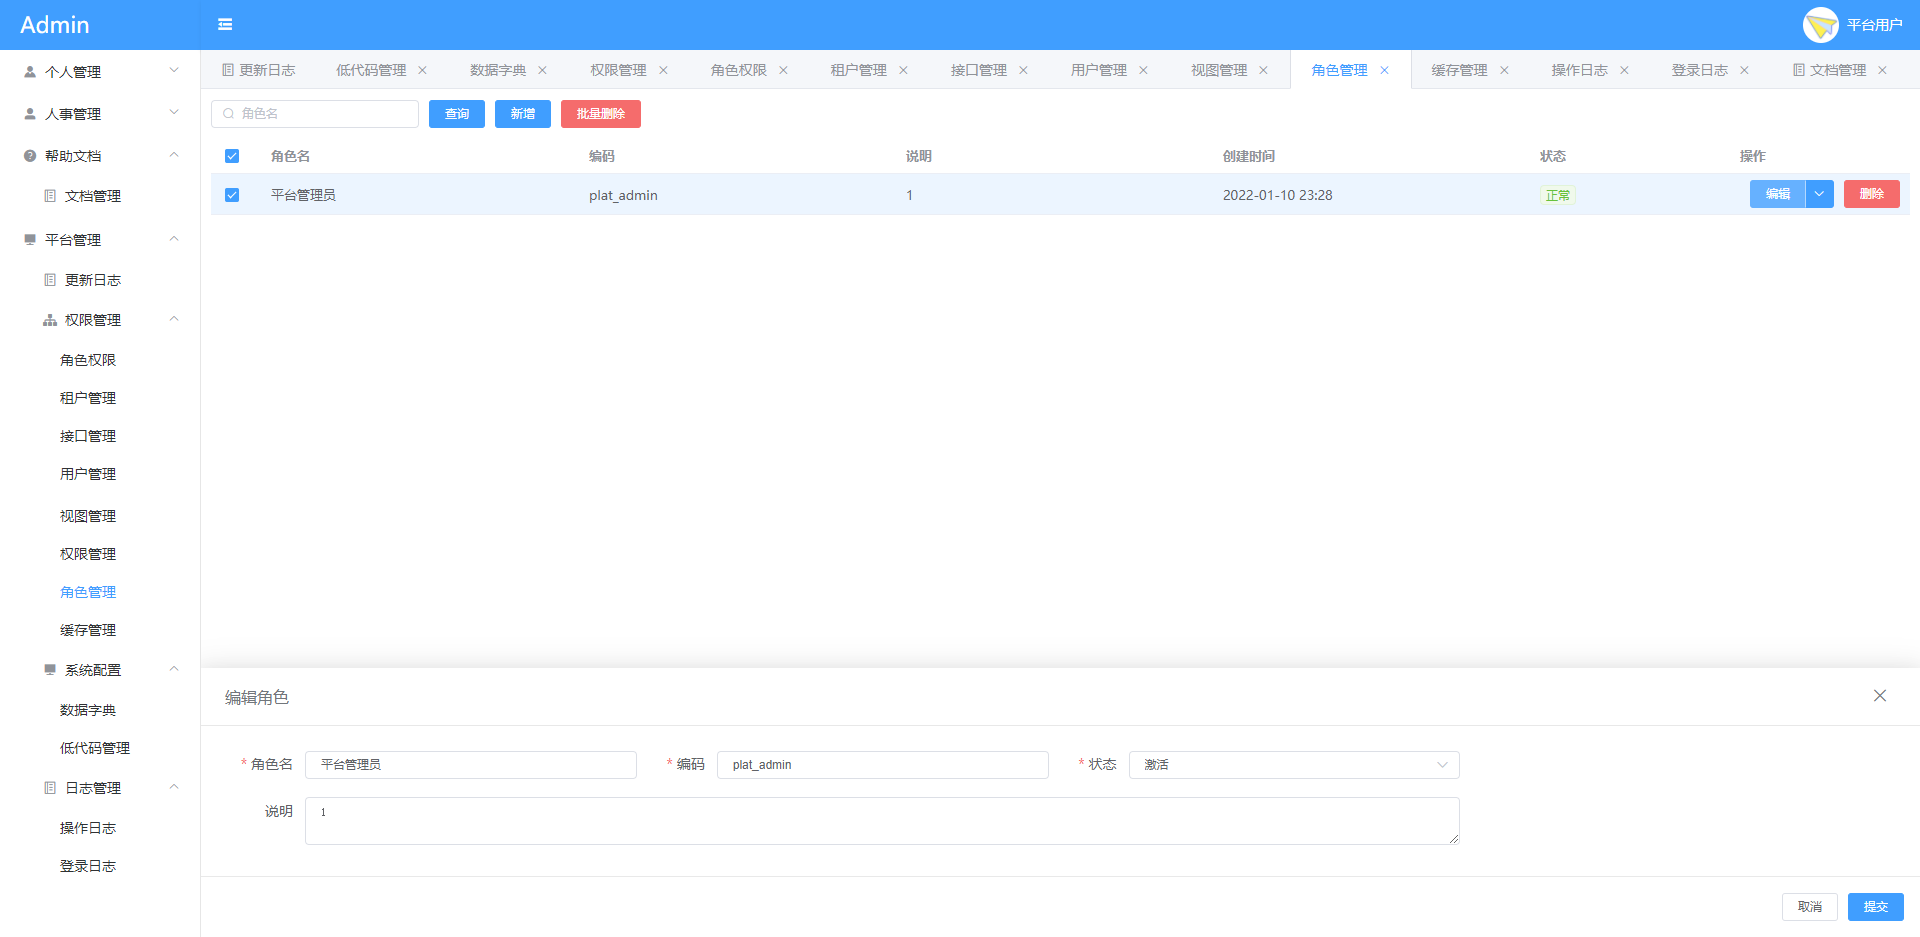 Admin
平台用户
个人管理
人事管理
帮助文档
文档管理
平台管理
更新日志
权限管理
角色权限
租户管理
接口管理
用户管理
视图管理
权限管理
角色管理
缓存管理
系统配置
数据字典
低代码管理
日志管理
操作日志
登录日志
更新日志 低代码管理 数据字典 权限管理 角色权限 租户管理 接口管理 用户管理 视图管理 角色管理 缓存管理 操作日志 登录日志 文档管理
角色名 查询 新增 批量删除
角色名 编码 说明 创建时间 状态 操作
平台管理员 plat_admin 1 2022-01-10 23:28 正常 编辑 删除
编辑角色
* 角色名 平台管理员 * 编码 plat_admin * 状态 激活
说明 1
取消 提交